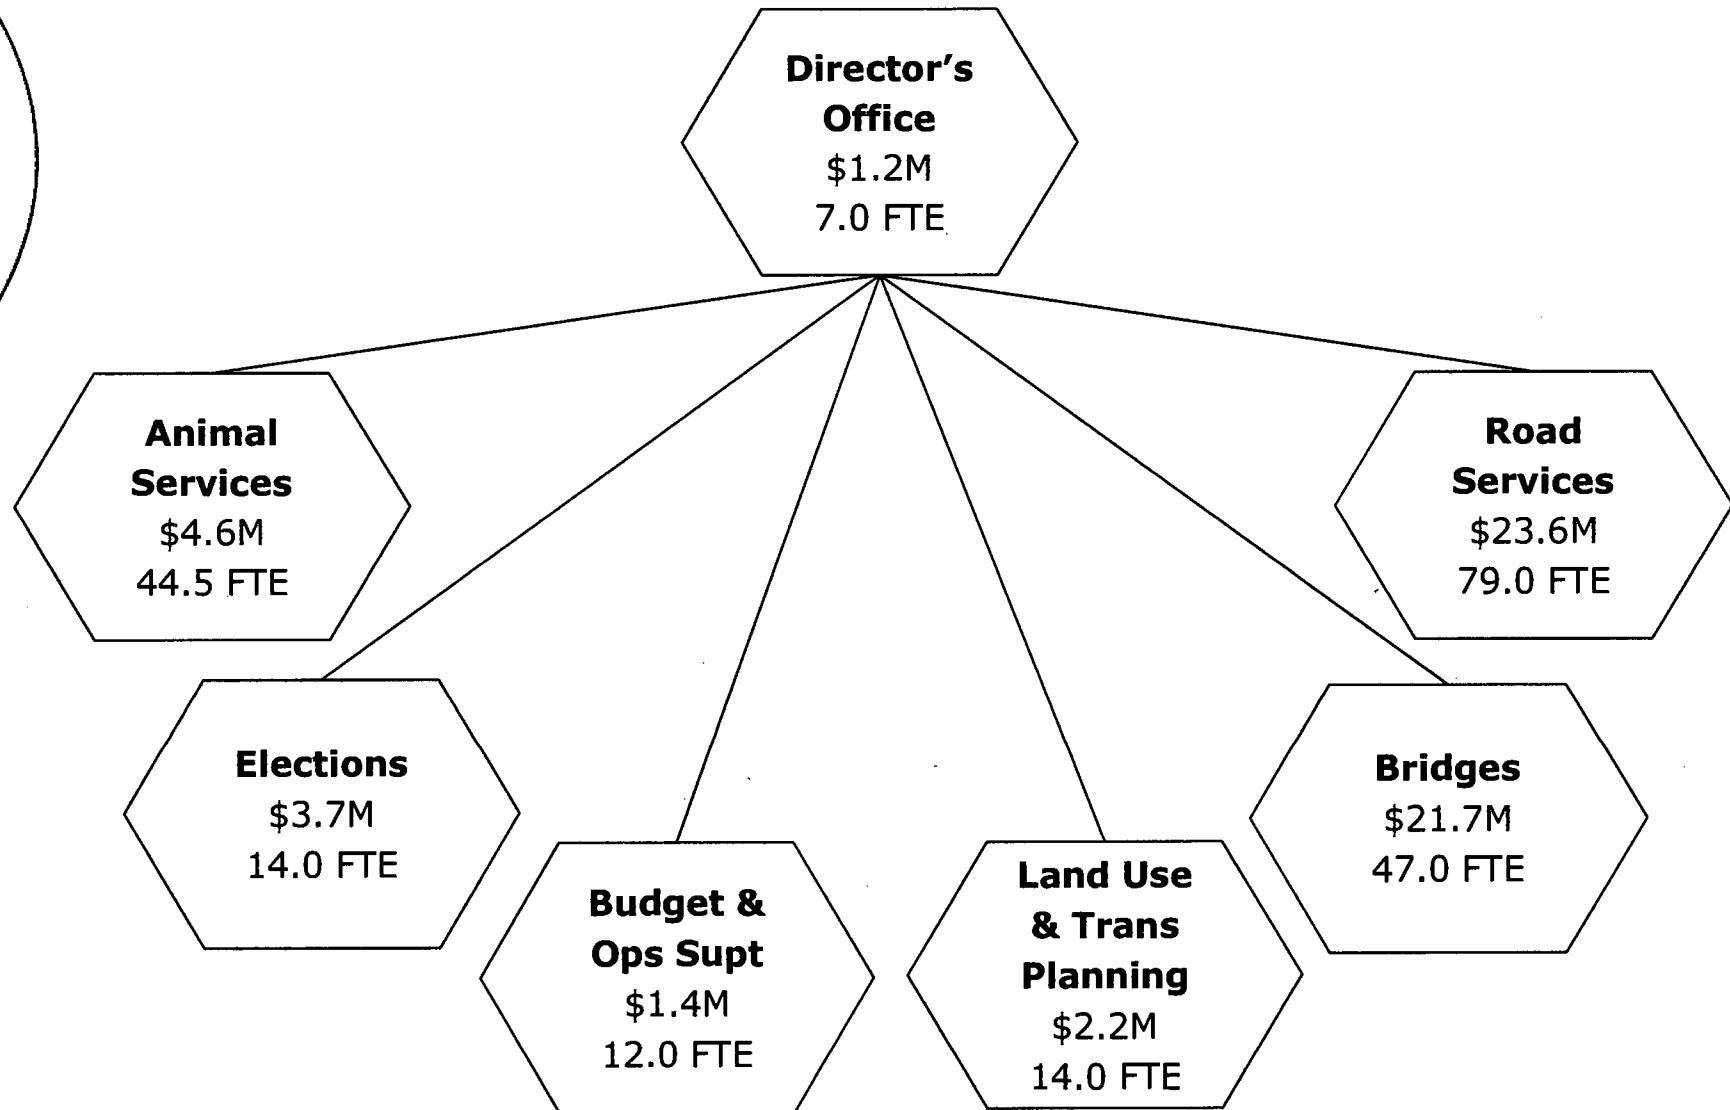 Director's
Office
$1.2M
7.0 FTE
Animal
Services
$4.6M
44.5 FTE
Road
Services
$23.6M
79.0 FTE
Elections
$3.7M
14.0 FTE
Bridges
$21.7M
47.0 FTE
Budget &
Ops Supt
$1.4M
12.0 FTE
Land Use
& Trans
Planning
$2.2M
14.0 FTE